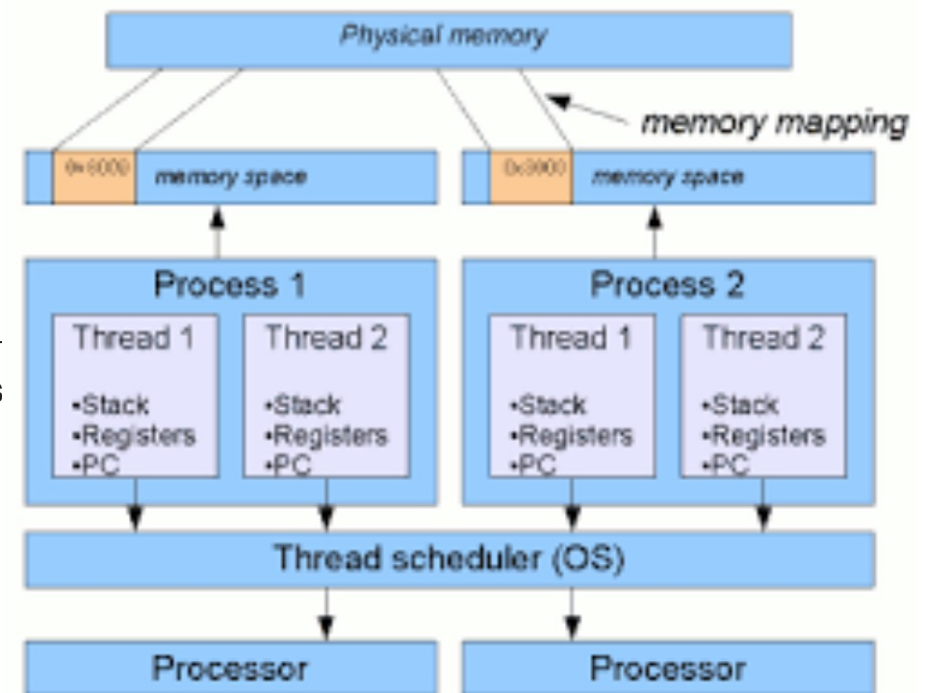 Physical memory
memory mapping
memory space
memory space
Process 1
Process 2
Thread 1
Thread 2
Thread 1
Thread 2
•Stack
•Registers
•PC
•Stack
•Registers
•PC
•Stack
•Registers
•PC
•Stack
•Registers
•PC
Thread scheduler (OS)
Processor
Processor